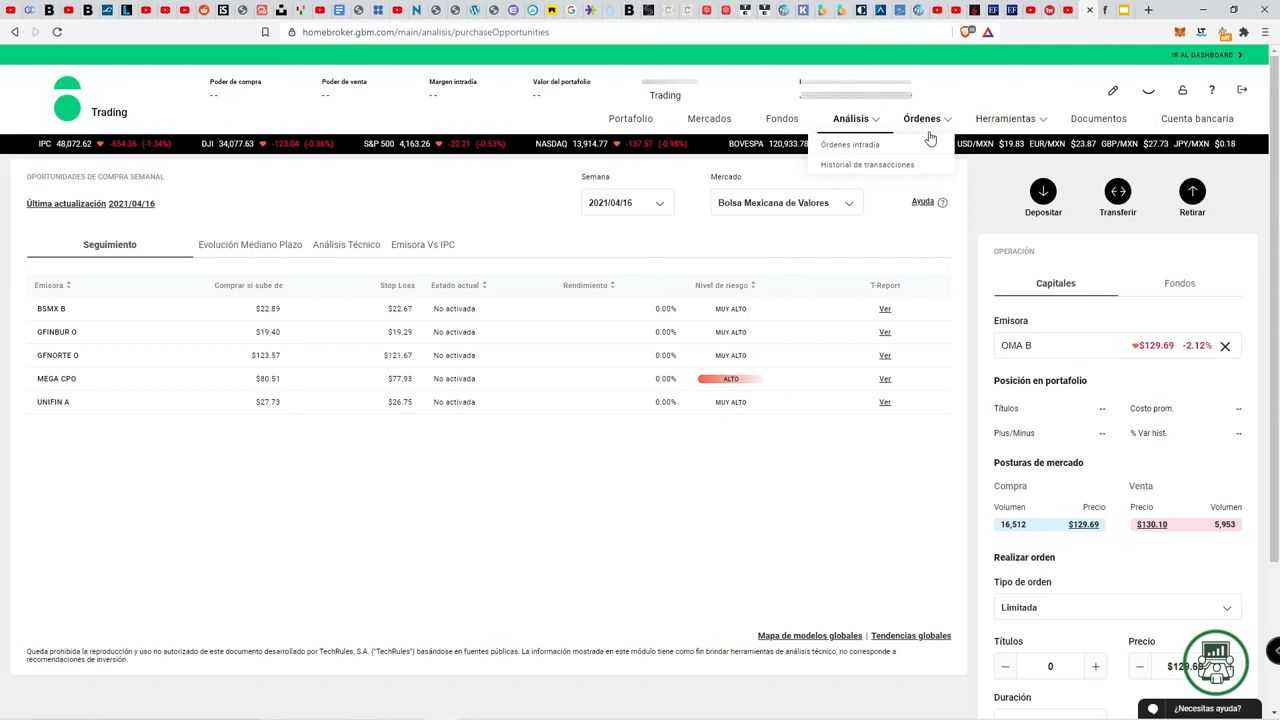 homebroker.gbm.com/main/analisis/purchaseOpportunities
IR AL DASHBOARD
Trading
Poder de compra
--
Poder de venta
--
Margen intradía
--
Valor del portafolio
--
Trading
Portafolio
Mercados
Fondos
Análisis
Órdenes
Herramientas
Documentos
Cuenta bancaria
IPC 48,072.62 -654.36 (-1.34%) DJI 34,077.63 -123.04 (-0.36%) S&P 500 4,163.26 -22.21 (-0.53%) NASDAQ 13,914.77 -137.57 (-0.98%) BOVESPA 120,933.78
USD/MXN $19.83 EUR/MXN $23.87 GBP/MXN $27.73 JPY/MXN $0.18
Órdenes intradía
Historial de transacciones
OPORTUNIDADES DE COMPRA SEMANAL
Última actualización 2021/04/16
Semana
2021/04/16
Mercado
Bolsa Mexicana de Valores
Ayuda
Seguimiento
Evolución Mediano Plazo
Análisis Técnico
Emisora Vs IPC
Emisora Comprar si sube de Stop Loss Estado actual Rendimiento Nivel de riesgo T-Report
BSMX B $22.89 $22.67 No activada 0.00% MUY ALTO Ver
GFINBUR O $19.40 $19.29 No activada 0.00% MUY ALTO Ver
GFNORTE O $123.57 $121.67 No activada 0.00% MUY ALTO Ver
MEGA CPO $80.51 $77.93 No activada 0.00% ALTO Ver
UNIFIN A $27.73 $26.75 No activada 0.00% MUY ALTO Ver
Mapa de modelos globales | Tendencias globales
Queda prohibida la reproducción y uso no autorizado de este documento desarrollado por TechRules, S.A. ("TechRules") basándose en fuentes públicas. La información mostrada en este módulo tiene como fin brindar herramientas de análisis técnico, no corresponde a
recomendaciones de inversión.
Depositar
Transferir
Retirar
OPERACIÓN
Capitales
Fondos
Emisora
OMA B $129.69 -2.12%
Posición en portafolio
Títulos -- Costo prom. --
Plus/Minus -- % Var hist. --
Posturas de mercado
Compra Venta
Volumen Precio Precio Volumen
16,512 $129.69 $130.10 5,953
Realizar orden
Tipo de orden
Limitada
Títulos Precio
0
Duración
¿Necesitas ayuda?